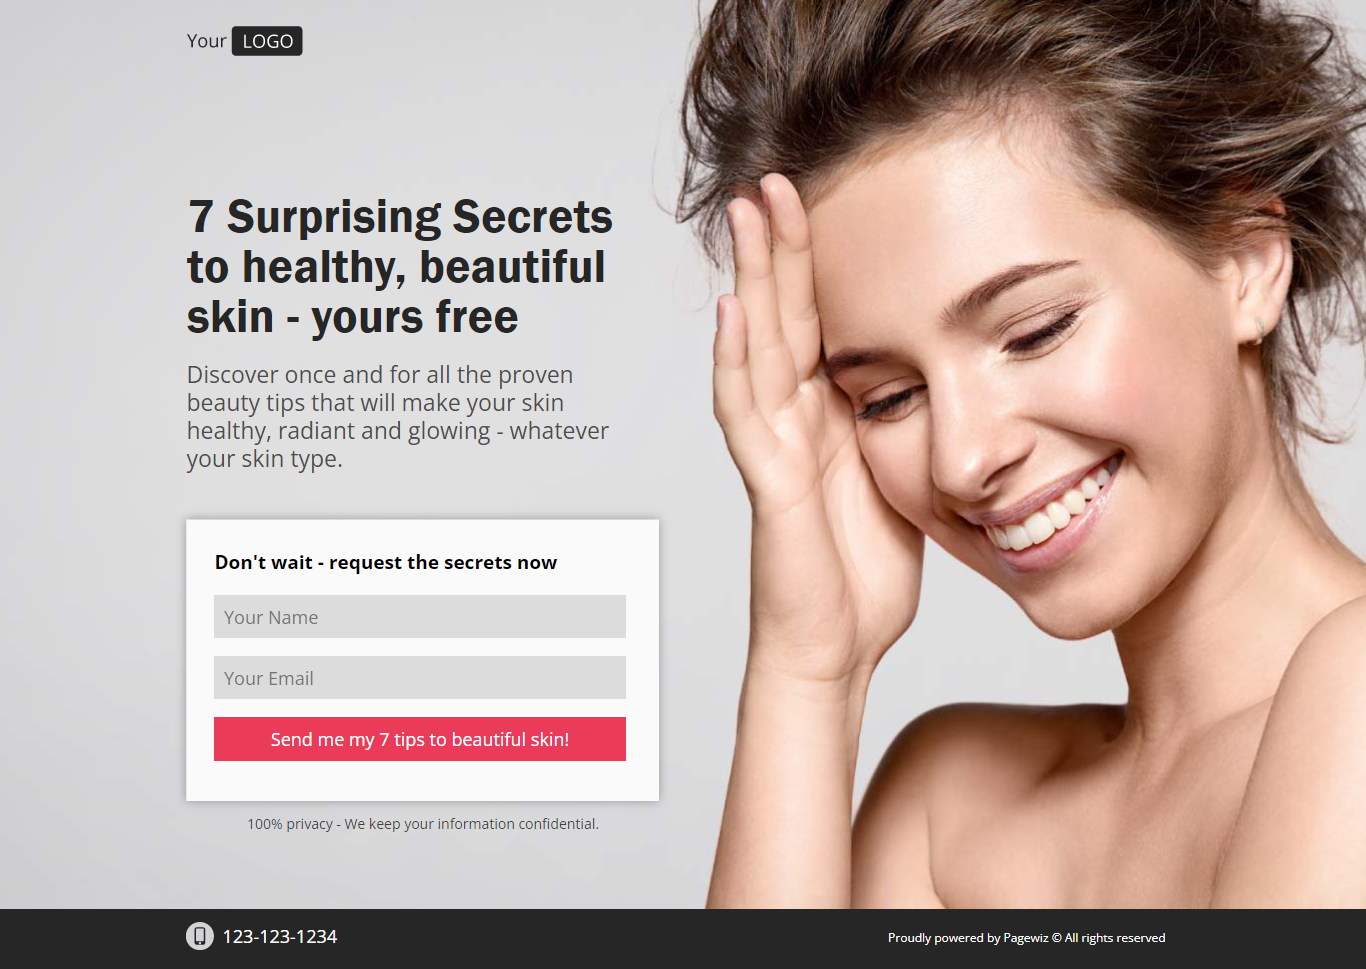 Your LOGO
7 Surprising Secrets
to healthy, beautiful
skin - yours free
Discover once and for all the proven
beauty tips that will make your skin
healthy, radiant and glowing - whatever
your skin type.
Don't wait - request the secrets now
Your Name
Your Email
Send me my 7 tips to beautiful skin!
100% privacy - We keep your information confidential.
123-123-1234
Proudly powered by Pagewiz © All rights reserved